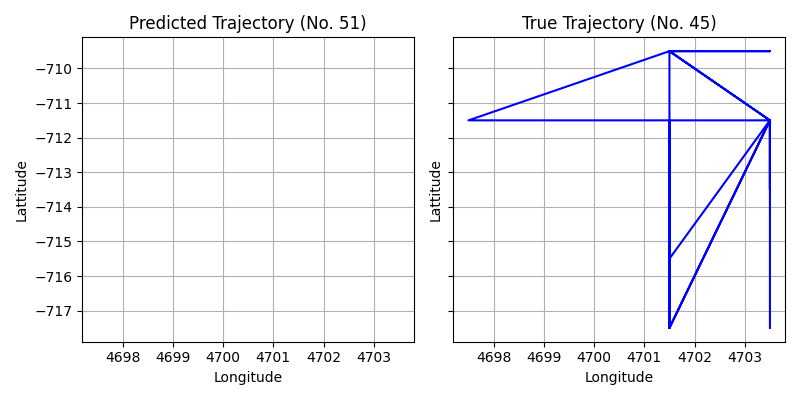 Predicted Trajectory (No. 51)
True Trajectory (No. 45)
−710
−711
−712
−713
−714
−715
−716
−717
Lattitude
Lattitude
4698 4699 4700 4701 4702 4703
4698 4699 4700 4701 4702 4703
Longitude
Longitude